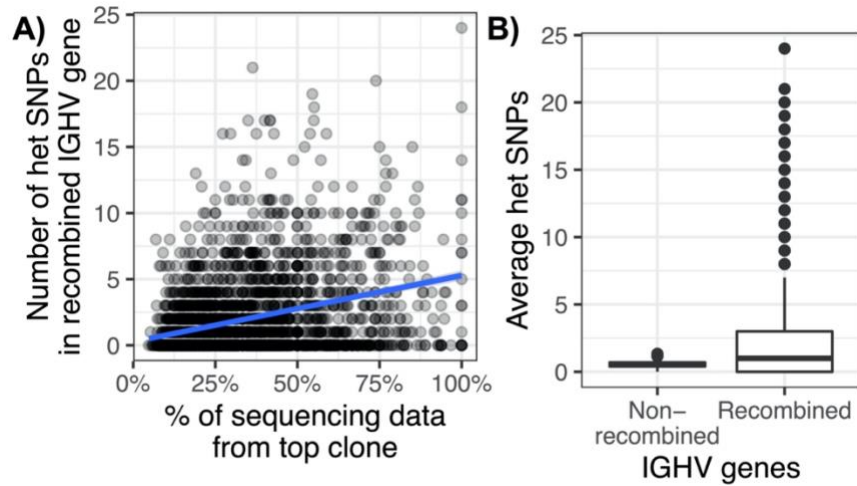 A)
Number of het SNPs
in recombined IGHV gene
25
20
15
10
5
0
0%
25%
50%
75%
100%
% of sequencing data
from top clone
B)
Average het SNPs
25
20
15
10
5
0
Non−
recombined
Recombined
IGHV genes